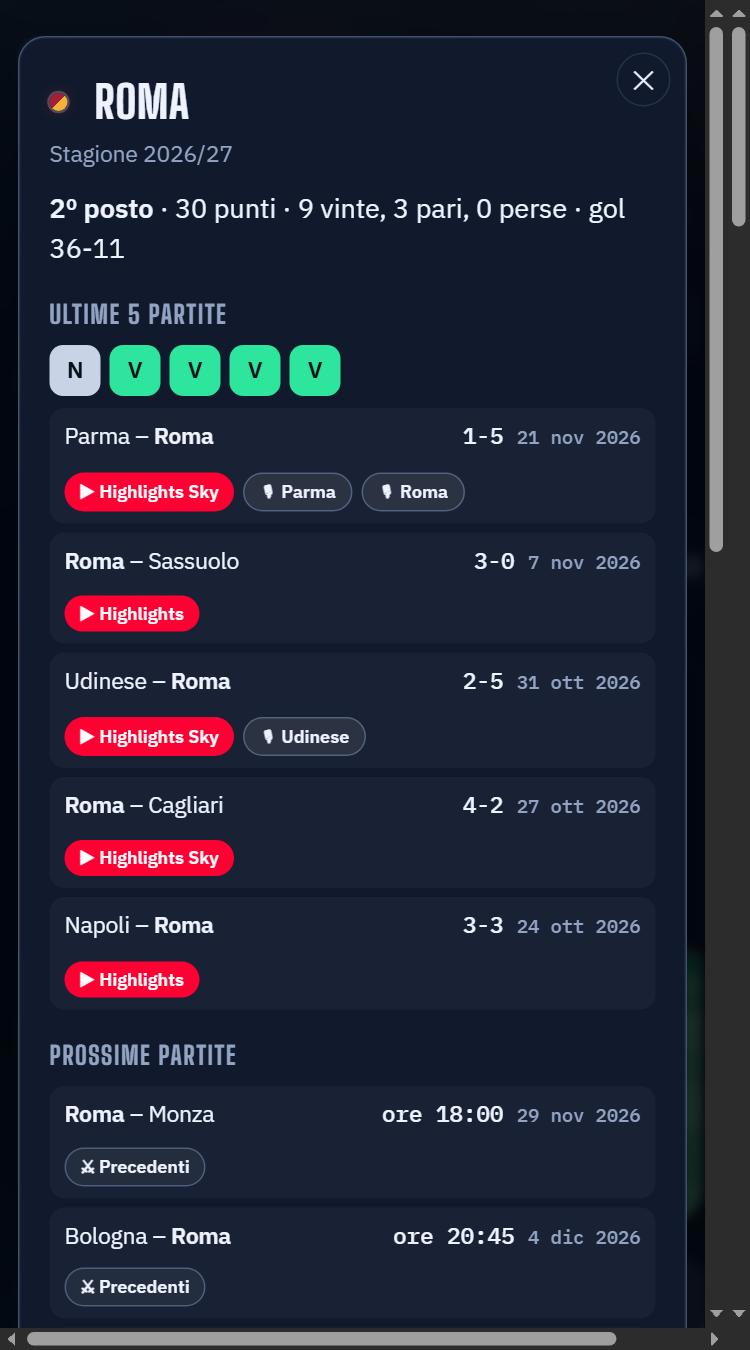 ROMA
Stagione 2026/27
2º posto · 30 punti · 9 vinte, 3 pari, 0 perse · gol
36-11
ULTIME 5 PARTITE
N V V V V
Parma – Roma 1-5 21 nov 2026
▶ Highlights Sky 🎙 Parma 🎙 Roma
Roma – Sassuolo 3-0 7 nov 2026
▶ Highlights
Udinese – Roma 2-5 31 ott 2026
▶ Highlights Sky 🎙 Udinese
Roma – Cagliari 4-2 27 ott 2026
▶ Highlights Sky
Napoli – Roma 3-3 24 ott 2026
▶ Highlights
PROSSIME PARTITE
Roma – Monza ore 18:00 29 nov 2026
⚔ Precedenti
Bologna – Roma ore 20:45 4 dic 2026
⚔ Precedenti